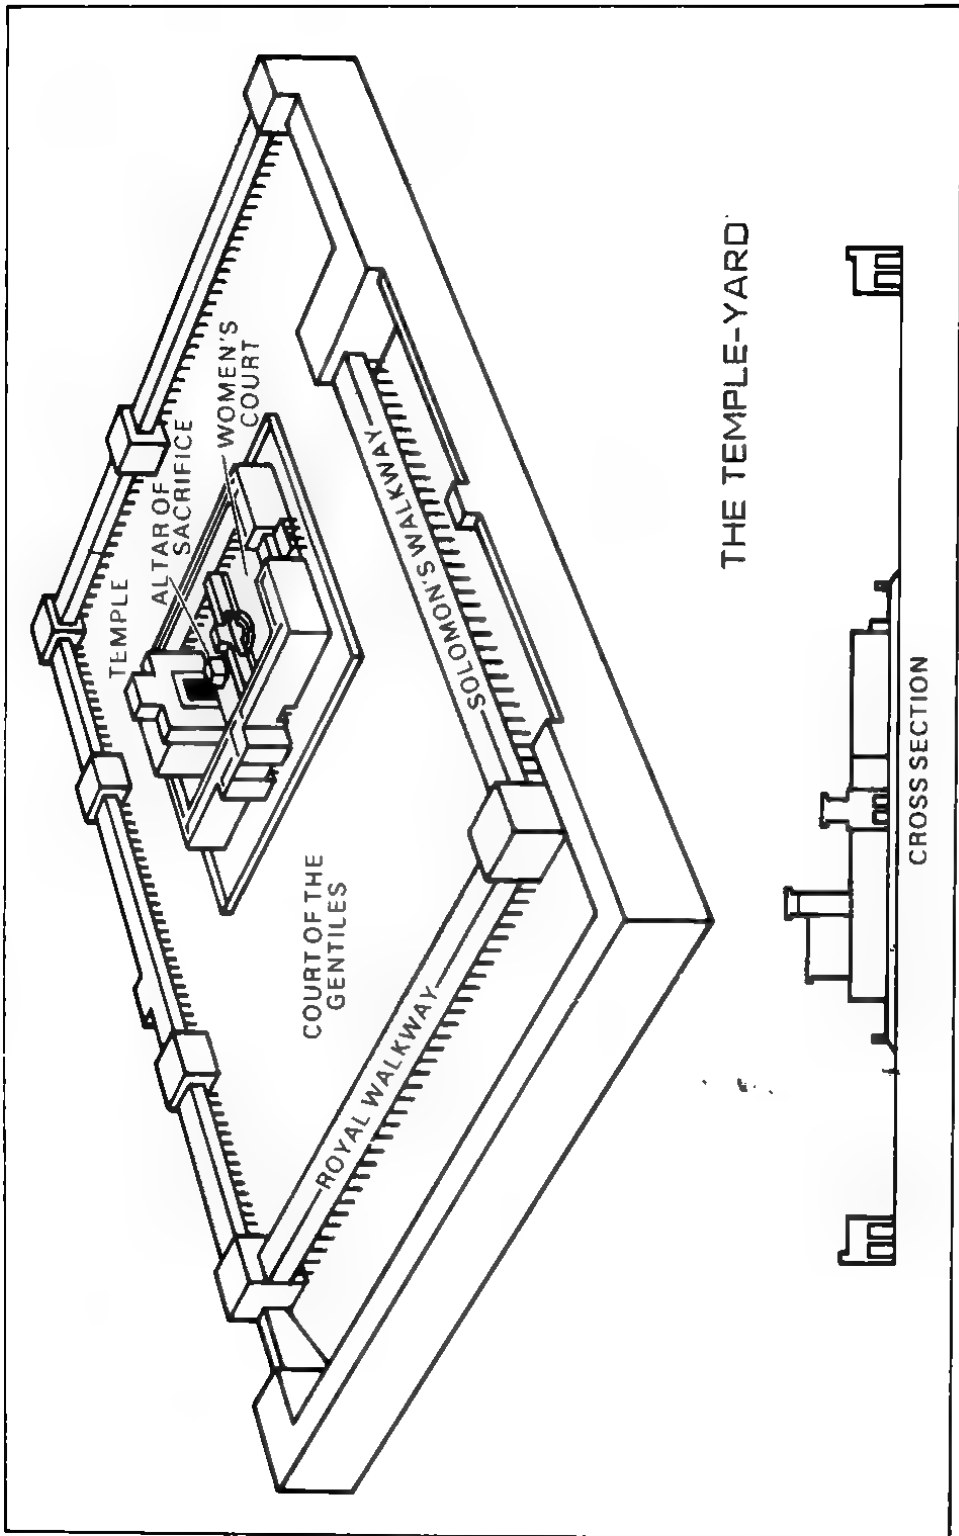 TEMPLE
ALTAR OF
SACRIFICE
WOMEN'S
COURT
COURT OF THE
GENTILES
ROYAL WALKWAY
SOLOMON'S WALKWAY
THE TEMPLE-YARD
CROSS SECTION